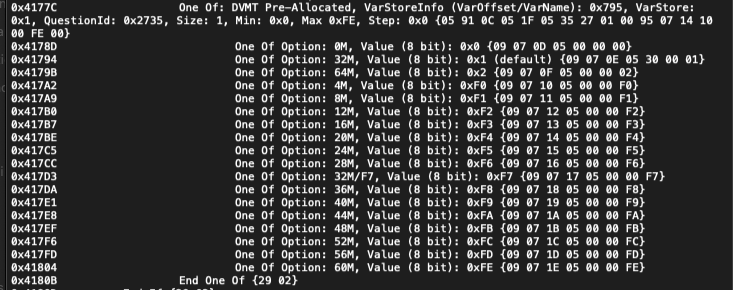 0x4177C One Of: DVMT Pre-Allocated, VarStoreInfo (VarOffset/VarName): 0x795, VarStore:
0x1, QuestionId: 0x2735, Size: 1, Min: 0x0, Max 0xFE, Step: 0x0 {05 91 0C 05 1F 05 35 27 01 00 95 07 14 10
00 FE 00}
0x4178D One Of Option: 0M, Value (8 bit): 0x0 {09 07 0D 05 00 00 00}
0x41794 One Of Option: 32M, Value (8 bit): 0x1 (default) {09 07 0E 05 30 00 01}
0x4179B One Of Option: 64M, Value (8 bit): 0x2 {09 07 0F 05 00 00 02}
0x417A2 One Of Option: 4M, Value (8 bit): 0xF0 {09 07 10 05 00 00 F0}
0x417A9 One Of Option: 8M, Value (8 bit): 0xF1 {09 07 11 05 00 00 F1}
0x417B0 One Of Option: 12M, Value (8 bit): 0xF2 {09 07 12 05 00 00 F2}
0x417B7 One Of Option: 16M, Value (8 bit): 0xF3 {09 07 13 05 00 00 F3}
0x417BE One Of Option: 20M, Value (8 bit): 0xF4 {09 07 14 05 00 00 F4}
0x417C5 One Of Option: 24M, Value (8 bit): 0xF5 {09 07 15 05 00 00 F5}
0x417CC One Of Option: 28M, Value (8 bit): 0xF6 {09 07 16 05 00 00 F6}
0x417D3 One Of Option: 32M/F7, Value (8 bit): 0xF7 {09 07 17 05 00 00 F7}
0x417DA One Of Option: 36M, Value (8 bit): 0xF8 {09 07 18 05 00 00 F8}
0x417E1 One Of Option: 40M, Value (8 bit): 0xF9 {09 07 19 05 00 00 F9}
0x417E8 One Of Option: 44M, Value (8 bit): 0xFA {09 07 1A 05 00 00 FA}
0x417EF One Of Option: 48M, Value (8 bit): 0xFB {09 07 1B 05 00 00 FB}
0x417F6 One Of Option: 52M, Value (8 bit): 0xFC {09 07 1C 05 00 00 FC}
0x417FD One Of Option: 56M, Value (8 bit): 0xFD {09 07 1D 05 00 00 FD}
0x41804 One Of Option: 60M, Value (8 bit): 0xFE {09 07 1E 05 00 00 FE}
0x4180B End One Of {29 02}